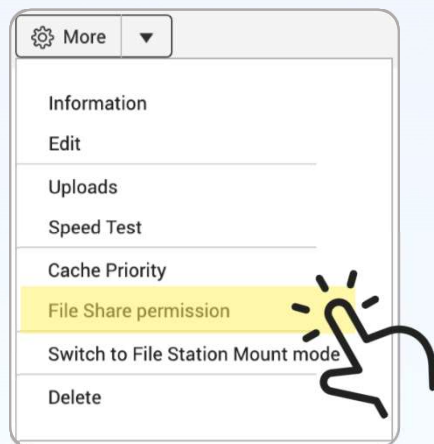 More
Information
Edit
Uploads
Speed Test
Cache Priority
File Share permission
Switch to File Station Mount mode
Delete